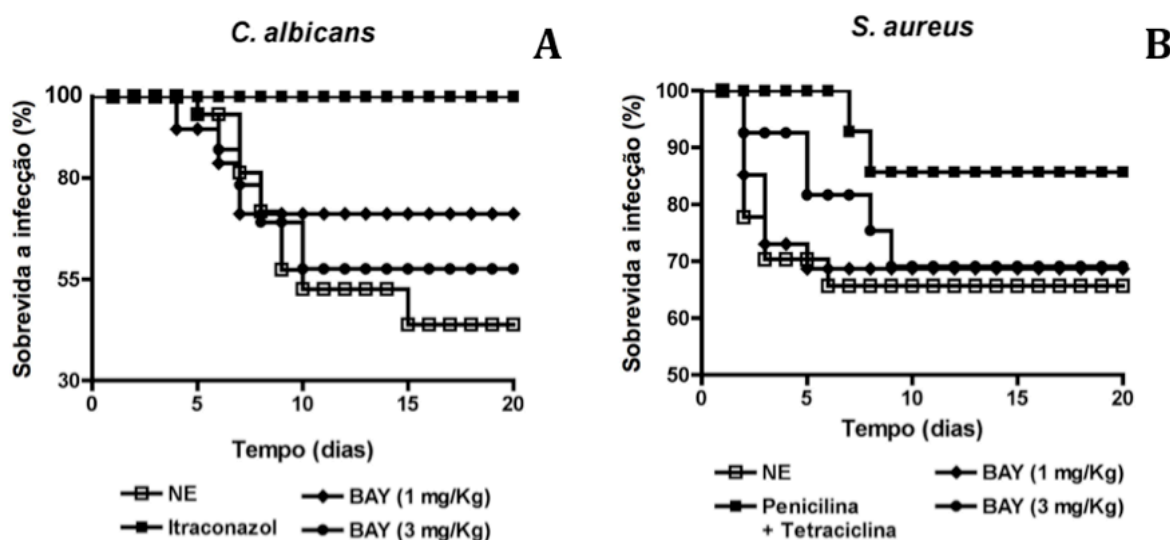 C. albicans
A
Sobrevida a infecção (%)
100
80
55
30
0
5
10
15
20
Tempo (dias)
NE
BAY (1 mg/Kg)
Itraconazol
BAY (3 mg/Kg)
S. aureus
B
Sobrevida a infecção (%)
100
90
80
70
60
50
0
5
10
15
20
Tempo (dias)
NE
BAY (1 mg/Kg)
Penicilina
+ Tetraciclina
BAY (3 mg/Kg)